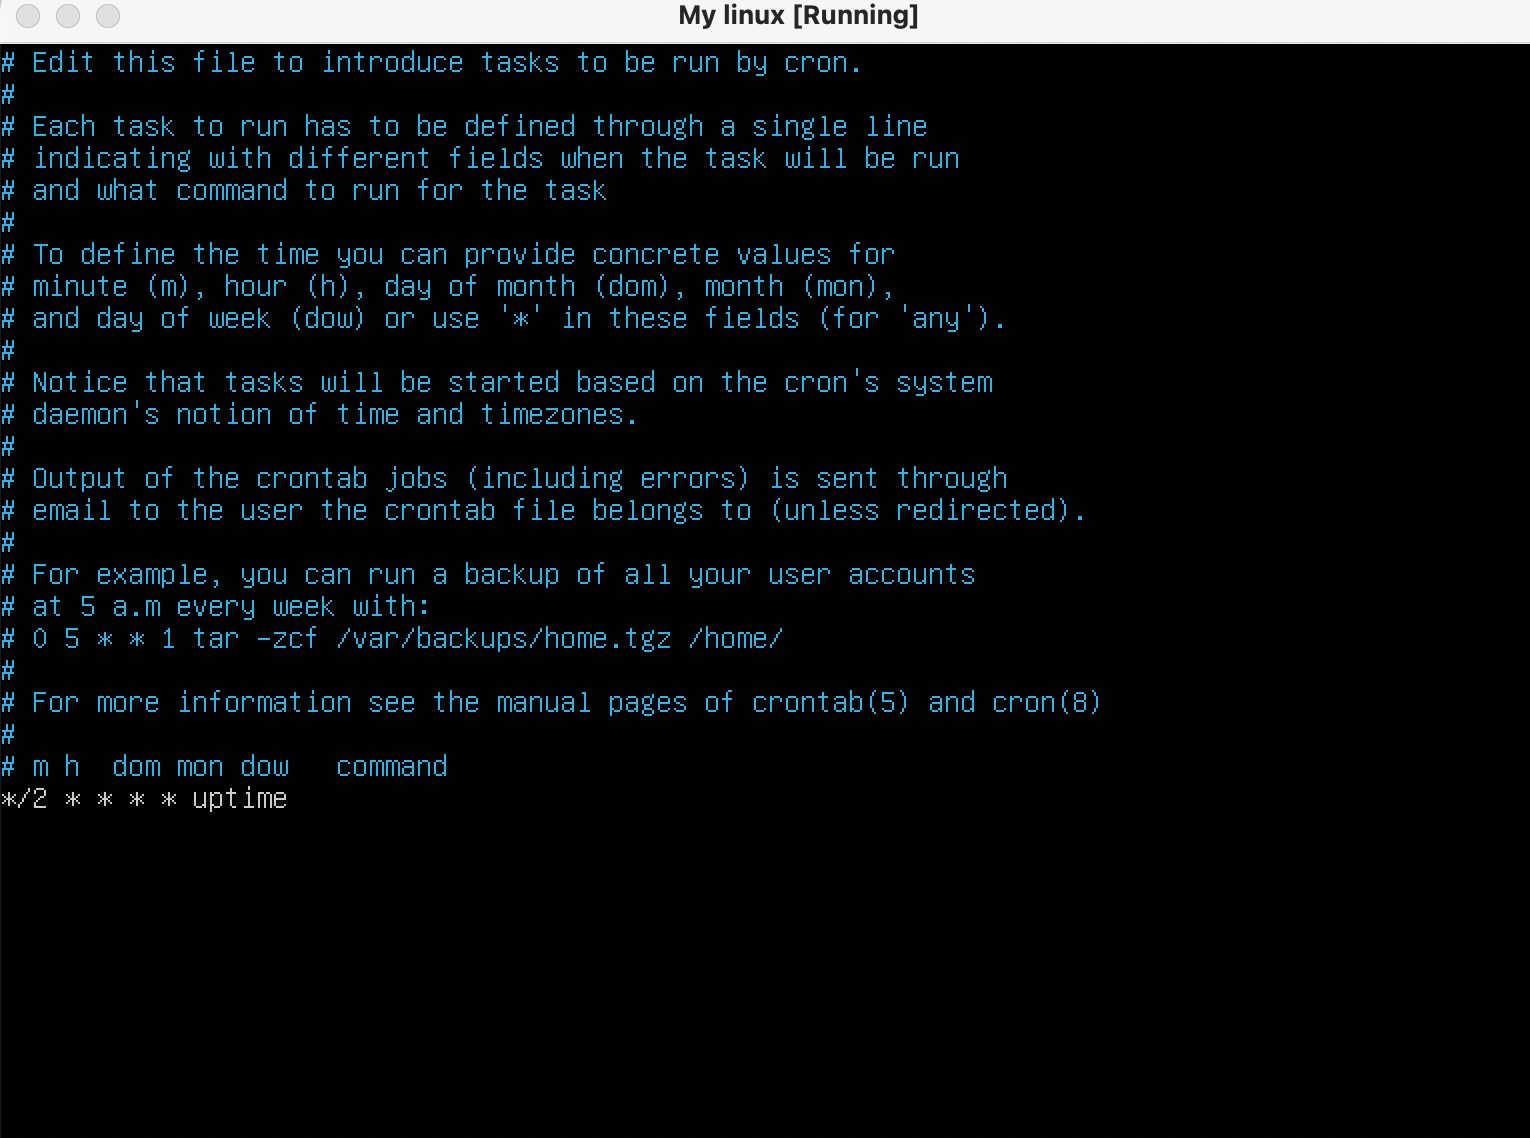 My linux [Running]
# Edit this file to introduce tasks to be run by cron.
#
# Each task to run has to be defined through a single line
# indicating with different fields when the task will be run
# and what command to run for the task
#
# To define the time you can provide concrete values for
# minute (m), hour (h), day of month (dom), month (mon),
# and day of week (dow) or use '*' in these fields (for 'any').
#
# Notice that tasks will be started based on the cron's system
# daemon's notion of time and timezones.
#
# Output of the crontab jobs (including errors) is sent through
# email to the user the crontab file belongs to (unless redirected).
#
# For example, you can run a backup of all your user accounts
# at 5 a.m every week with:
# 0 5 * * 1 tar -zcf /var/backups/home.tgz /home/
#
# For more information see the manual pages of crontab(5) and cron(8)
#
# m h  dom mon dow   command
*/2 * * * * uptime